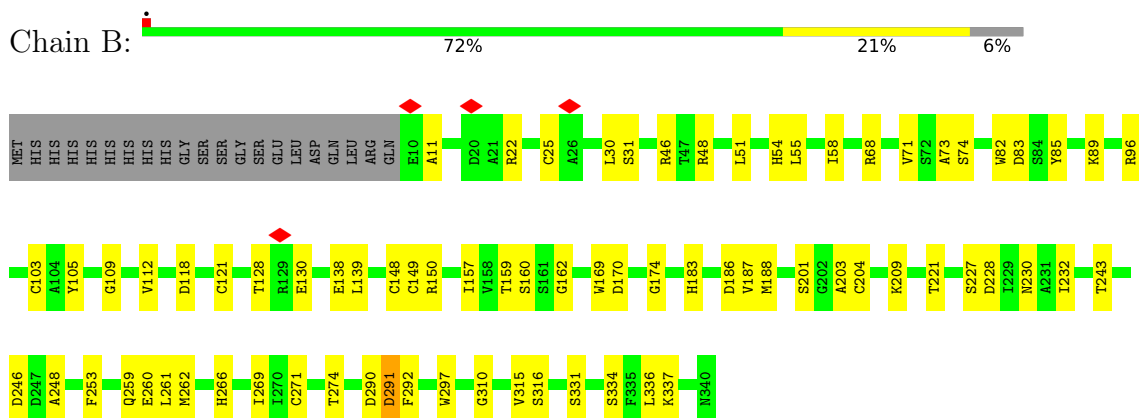 Chain B:
72% 21% 6%
MET HIS HIS HIS HIS HIS HIS HIS HIS GLY SER SER GLY SER GLU LEU ASP GLN LEU ARG GLN E10 A11 D20 A21 R22 C25 A26 L30 S31 R46 T47 R48 L51 H54 L55 I58 R68 V71 S72 A73 S74 W82 D83 S84 Y85 K89 R96
C103 A104 Y105 G109 V112 D118 C121 T128 R129 E130 E138 L139 C148 C149 R150 I157 V158 T159 S160 S161 G162 W169 D170 G174 H183 D186 V187 M188 S201 G202 A203 C204 K209 T221 S227 D228 I229 N230 A231 I232 T243
D246 D247 A248 F253 Q259 E260 L261 M262 H266 I269 I270 C271 T274 D290 D291 F292 W297 G310 V315 S316 S331 S334 F335 L336 K337 N340